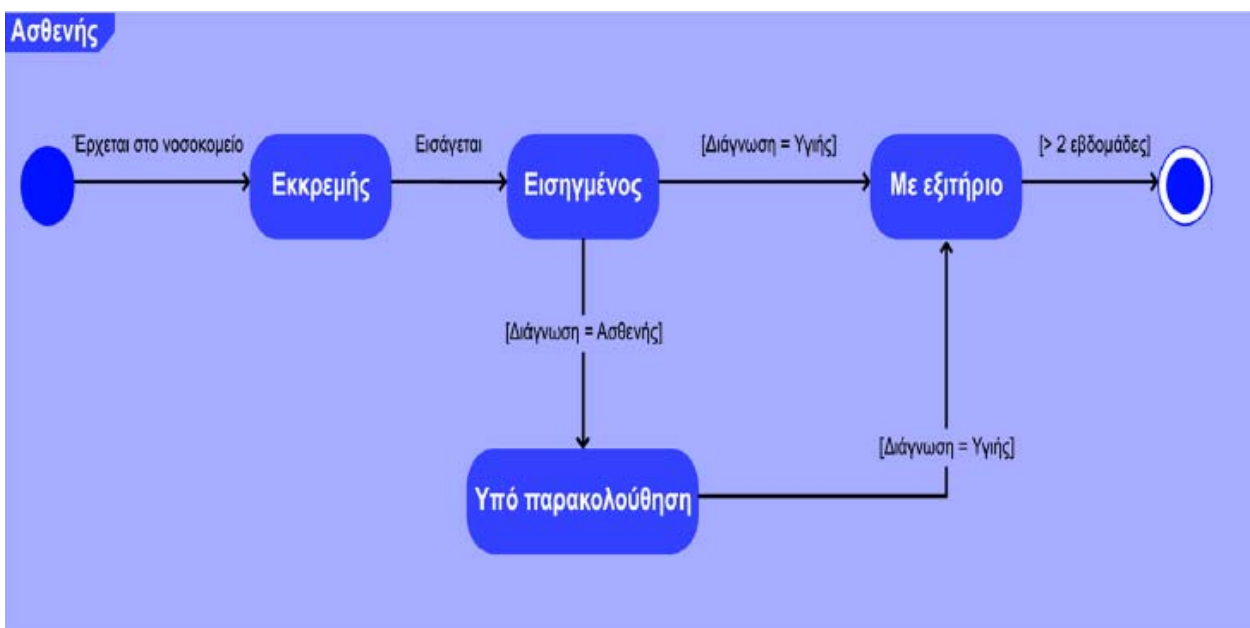 Ασθενής
Έρχεται στο νοσοκομείο
Εκκρεμής
Εισάγεται
Εισηγμένος
[Διάγνωση = Υγιής]
Με εξιτήριο
[> 2 εβδομάδες]
[Διάγνωση = Ασθενής]
Υπό παρακολούθηση
[Διάγνωση = Υγιής]